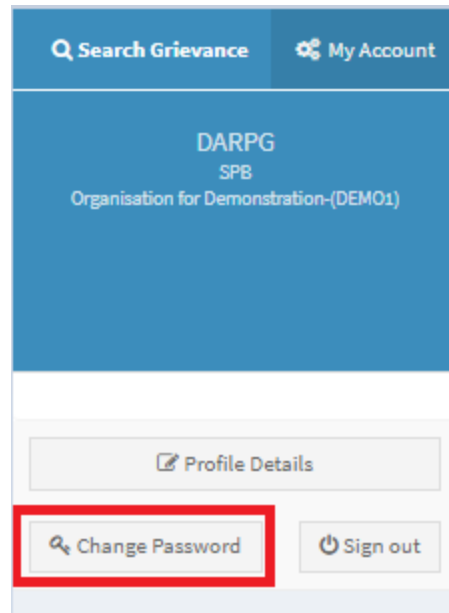 Search Grievance My Account
DARPG
SPB
Organisation for Demonstration-(DEMO1)
Profile Details
Change Password Sign out